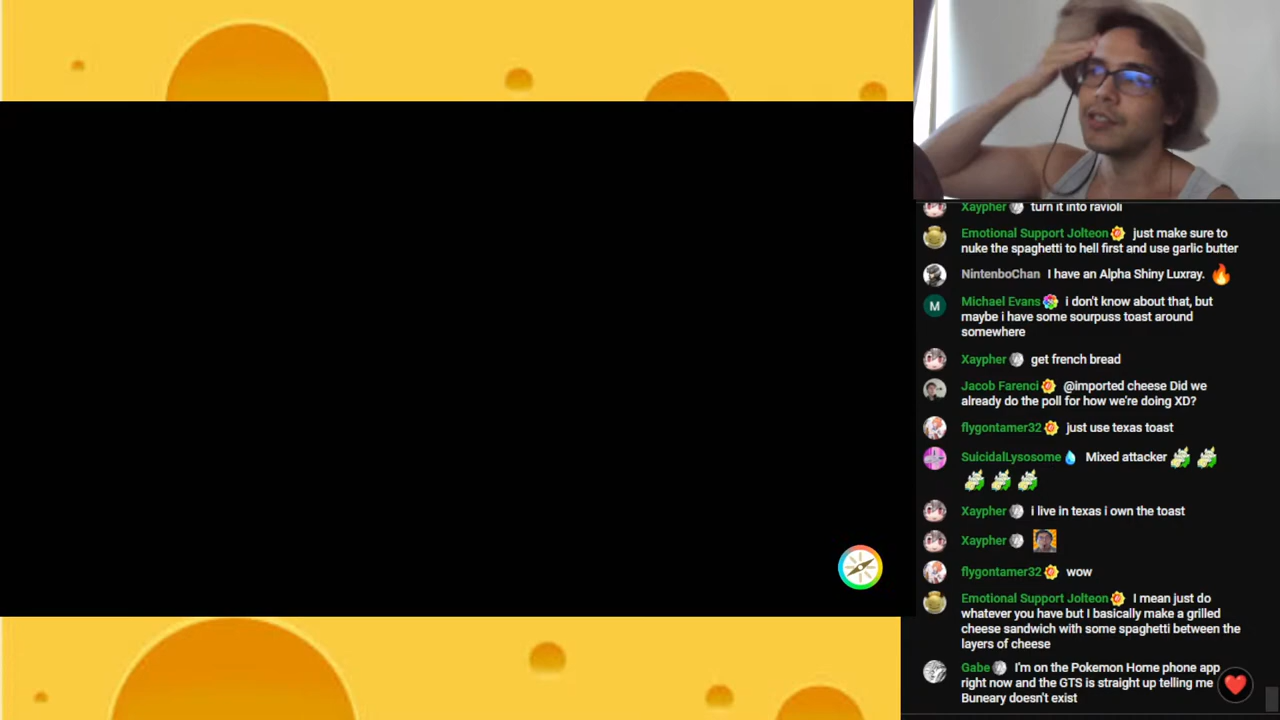 Xaypher turn it into ravioli
Emotional Support Jolteon just make sure to
nuke the spaghetti to hell first and use garlic butter
NintenboChan I have an Alpha Shiny Luxray.
M
Michael Evans i don't know about that, but
maybe i have some sourpuss toast around
somewhere
Xaypher get french bread
Jacob Farenci @imported cheese Did we
already do the poll for how we're doing XD?
flygontamer32 just use texas toast
SuicidalLysosome Mixed attacker
Xaypher i live in texas i own the toast
Xaypher
flygontamer32 wow
Emotional Support Jolteon I mean just do
whatever you have but I basically make a grilled
cheese sandwich with some spaghetti between the
layers of cheese
Gabe I'm on the Pokemon Home phone app
right now and the GTS is straight up telling me
Buneary doesn't exist